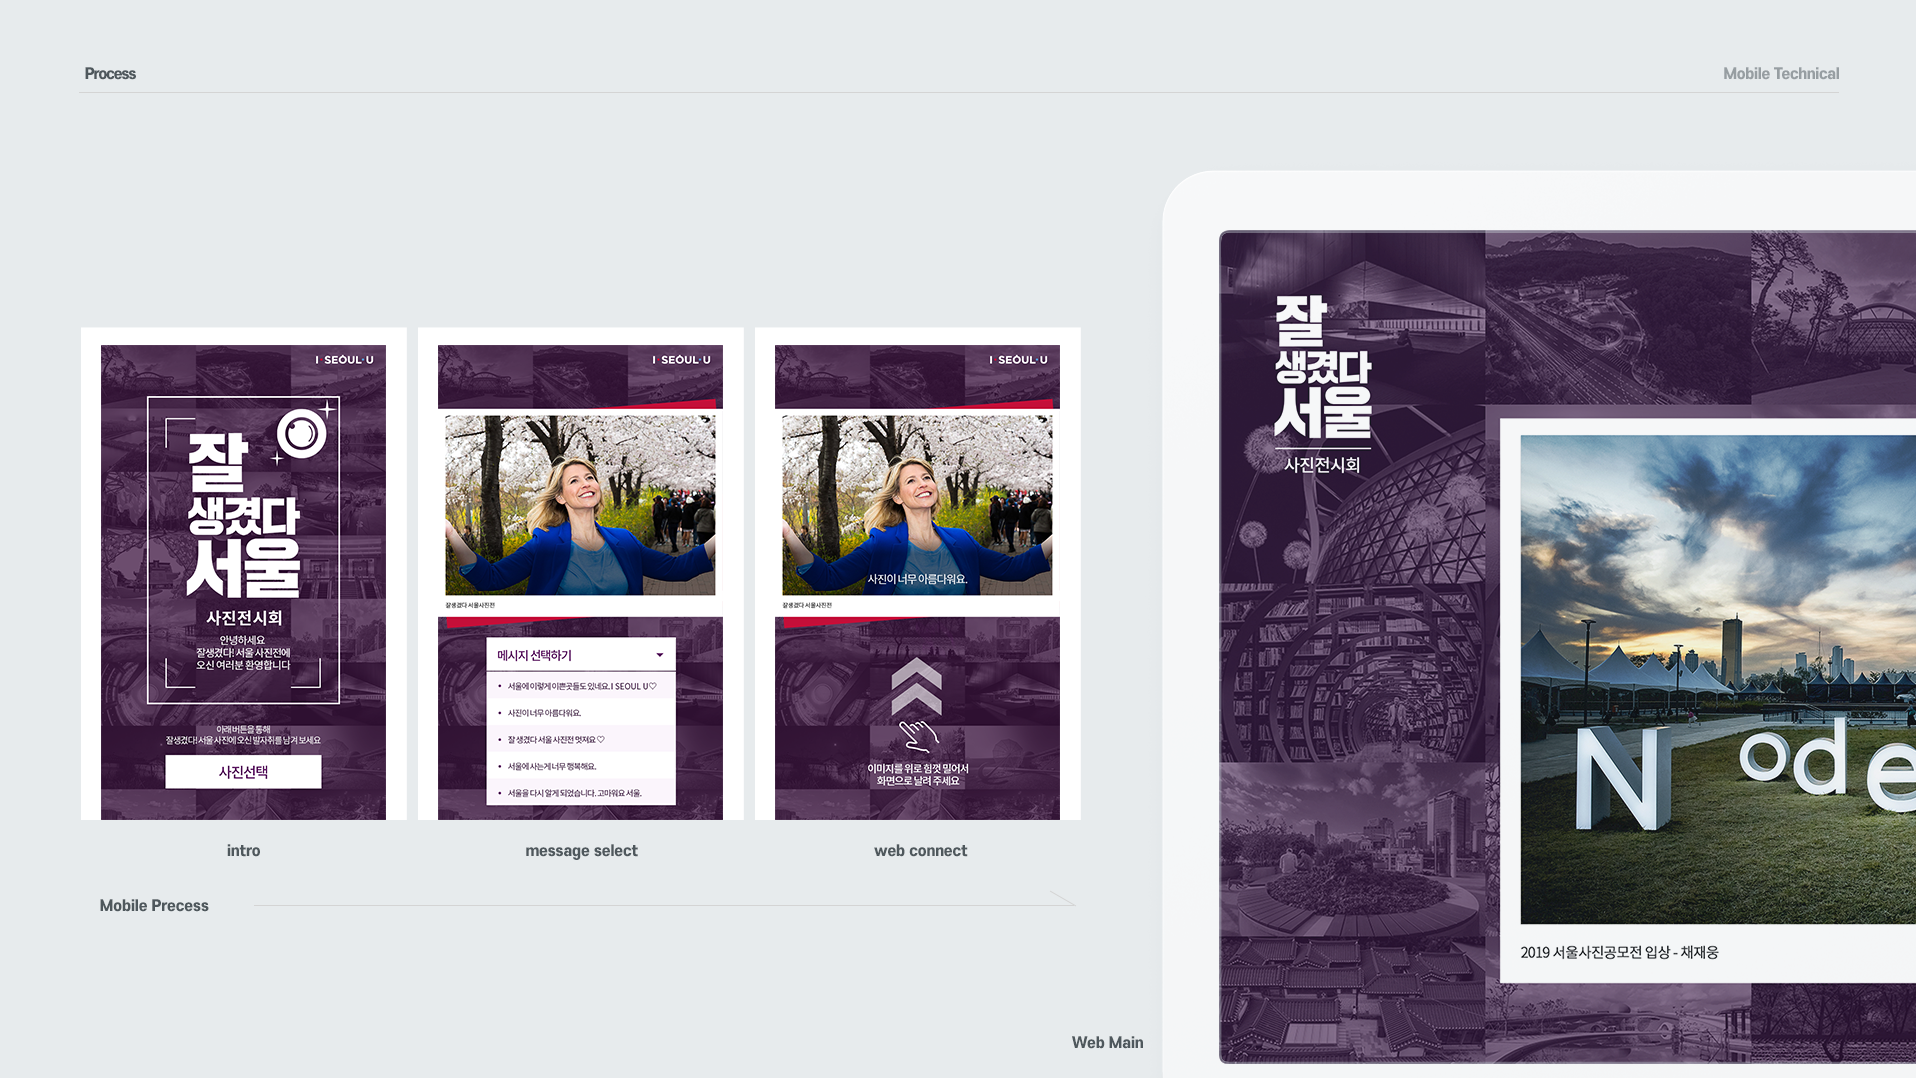 Process
Mobile Technical
I SEOUL·U
잘
생겼다
서울
사진전시회
안녕하세요
잘생겼다! 서울 사진전에
오신 여러분 환영합니다
아래 버튼을 통해
잘생겼다! 서울 사진에 오신 발자취를 남겨 보세요
사진선택
intro
I SEOUL·U
잘생겼다 서울사진전
메시지 선택하기
• 서울에 이렇게 이쁜곳들도 있네요. I SEOUL U♡
• 사진이 너무 아름다워요.
• 잘 생겼다 서울 사진전 멋져요♡
• 서울에 사는게 너무 행복해요.
• 서울을 다시 알게 되었습니다. 고마워요 서울.
message select
I SEOUL·U
사진이 너무 아름다워요.
잘생겼다 서울사진전
이미지를 위로 힘껏 밀어서
화면으로 날려 주세요
web connect
Mobile Precess
잘
생겼다
서울
사진전시회
Node
2019 서울사진공모전 입상 - 채재웅
Web Main